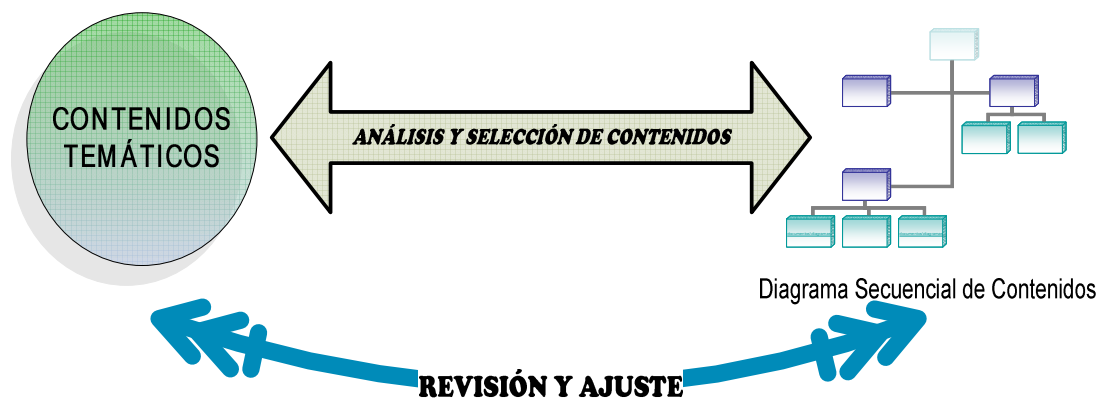 CONTENIDOS
TEMÁTICOS
ANÁLISIS Y SELECCIÓN DE CONTENIDOS
Diagrama Secuencial de Contenidos
REVISIÓN Y AJUSTE